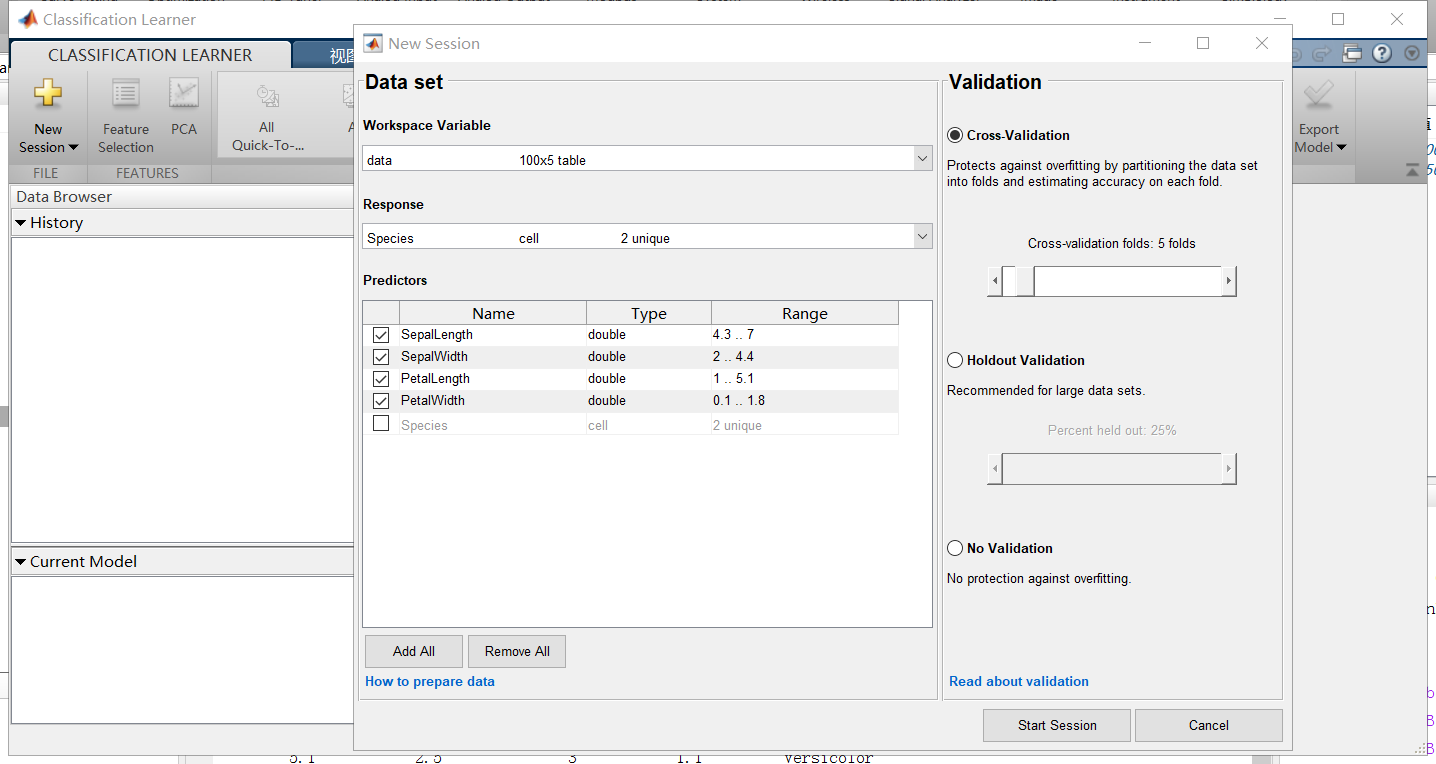 Classification Learner
CLASSIFICATION LEARNER
视图
New Session
Feature Selection
PCA
All Quick-To-...
FILE
FEATURES
Data Browser
History
Current Model
New Session
Data set
Workspace Variable
data 100x5 table
Response
Species cell 2 unique
Predictors
Name Type Range
SepalLength double 4.3 .. 7
SepalWidth double 2 .. 4.4
PetalLength double 1 .. 5.1
PetalWidth double 0.1 .. 1.8
Species cell 2 unique
Add All Remove All
How to prepare data
Validation
Cross-Validation
Protects against overfitting by partitioning the data set
into folds and estimating accuracy on each fold.
Cross-validation folds: 5 folds
Holdout Validation
Recommended for large data sets.
Percent held out: 25%
No Validation
No protection against overfitting.
Read about validation
Start Session Cancel
Export
Model
5.1 2.5 3 1.1 Versicolor